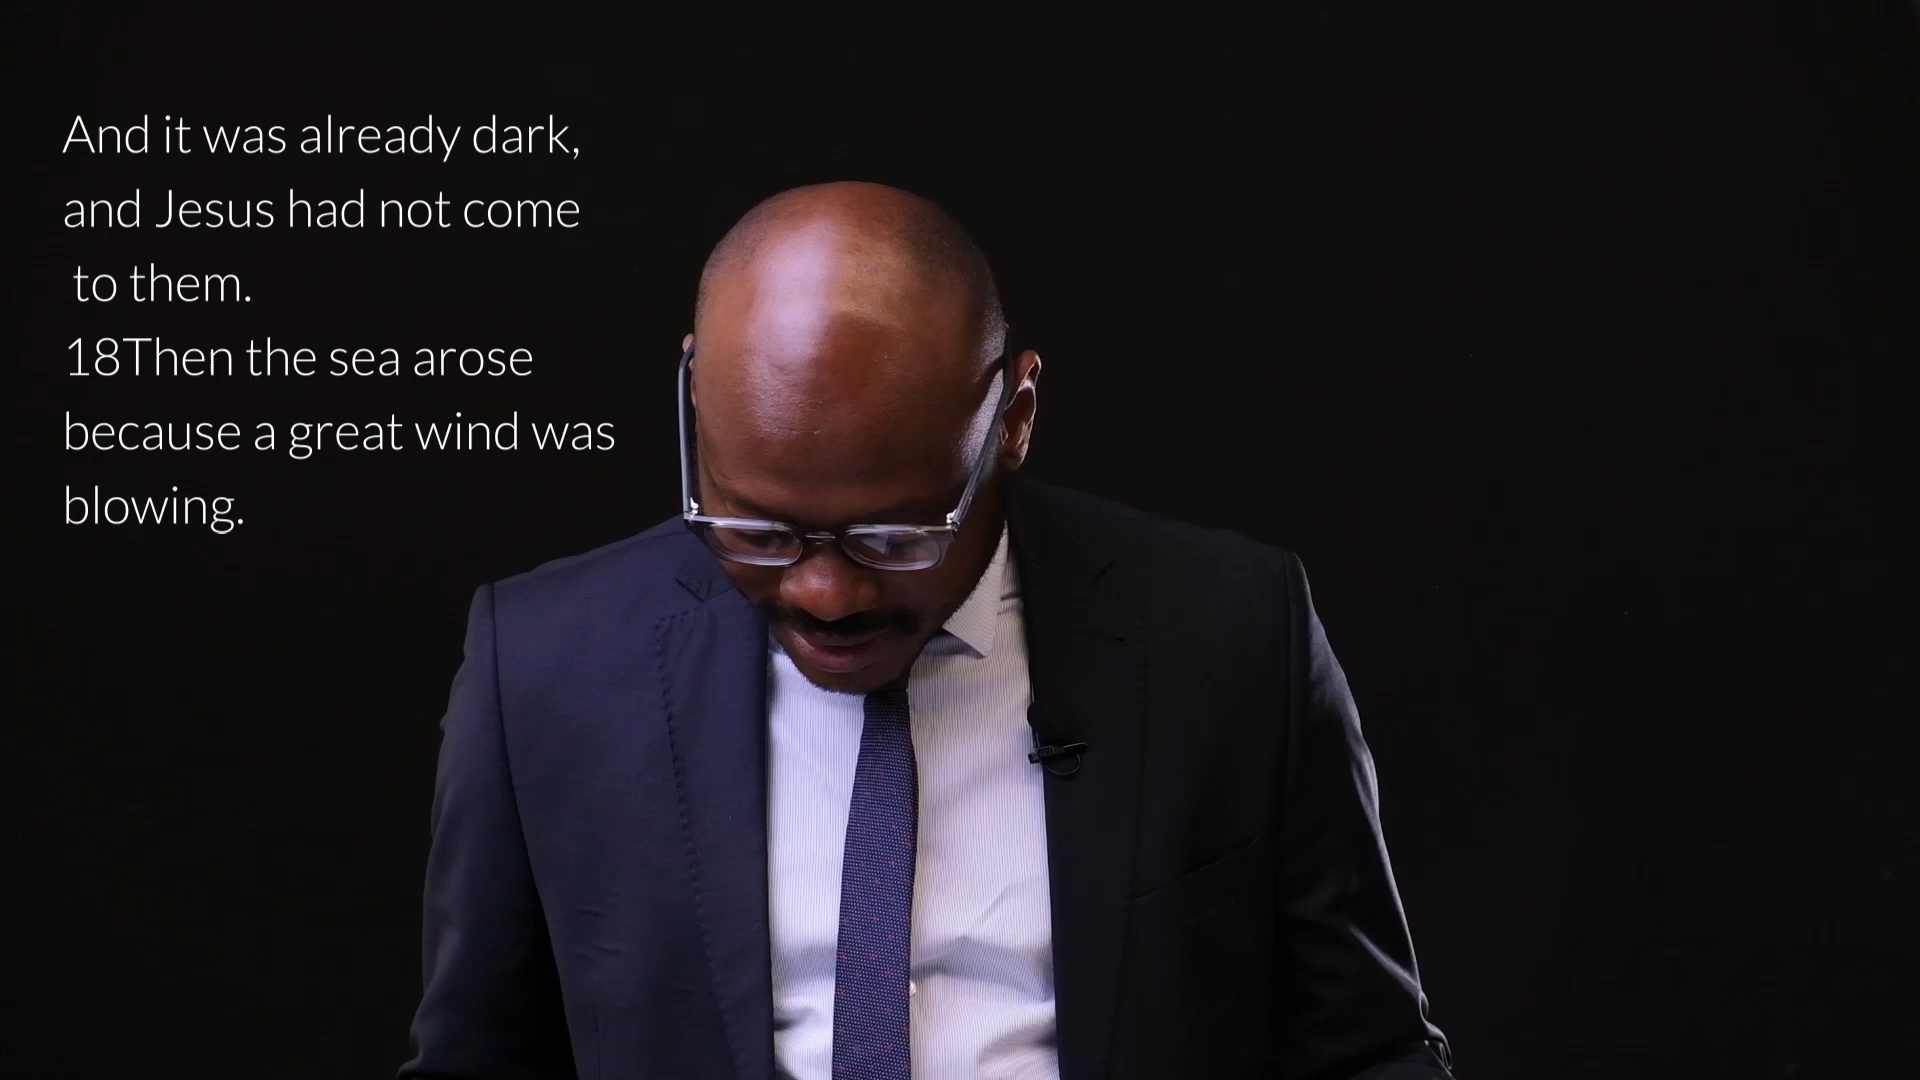 And it was already dark,
and Jesus had not come
to them.
18Then the sea arose
because a great wind was
blowing.